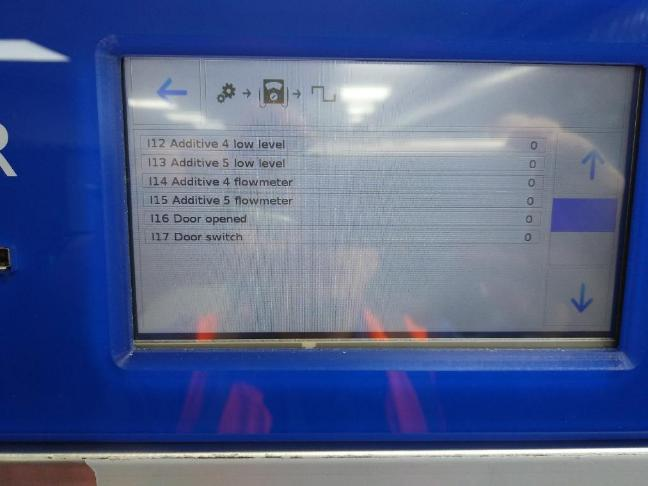 R
I12 Additive 4 low level 0
I13 Additive 5 low level 0
I14 Additive 4 flowmeter 0
I15 Additive 5 flowmeter 0
I16 Door opened 0
I17 Door switch 0